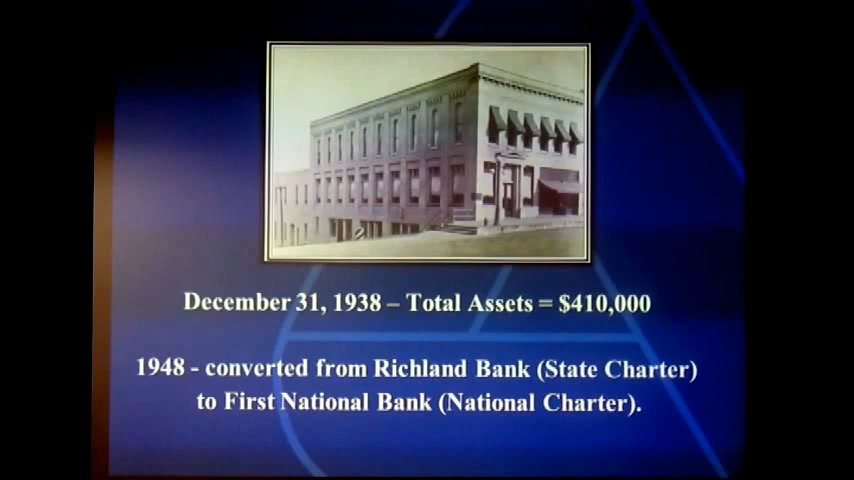 December 31, 1938 – Total Assets = $410,000
1948 - converted from Richland Bank (State Charter)
to First National Bank (National Charter).